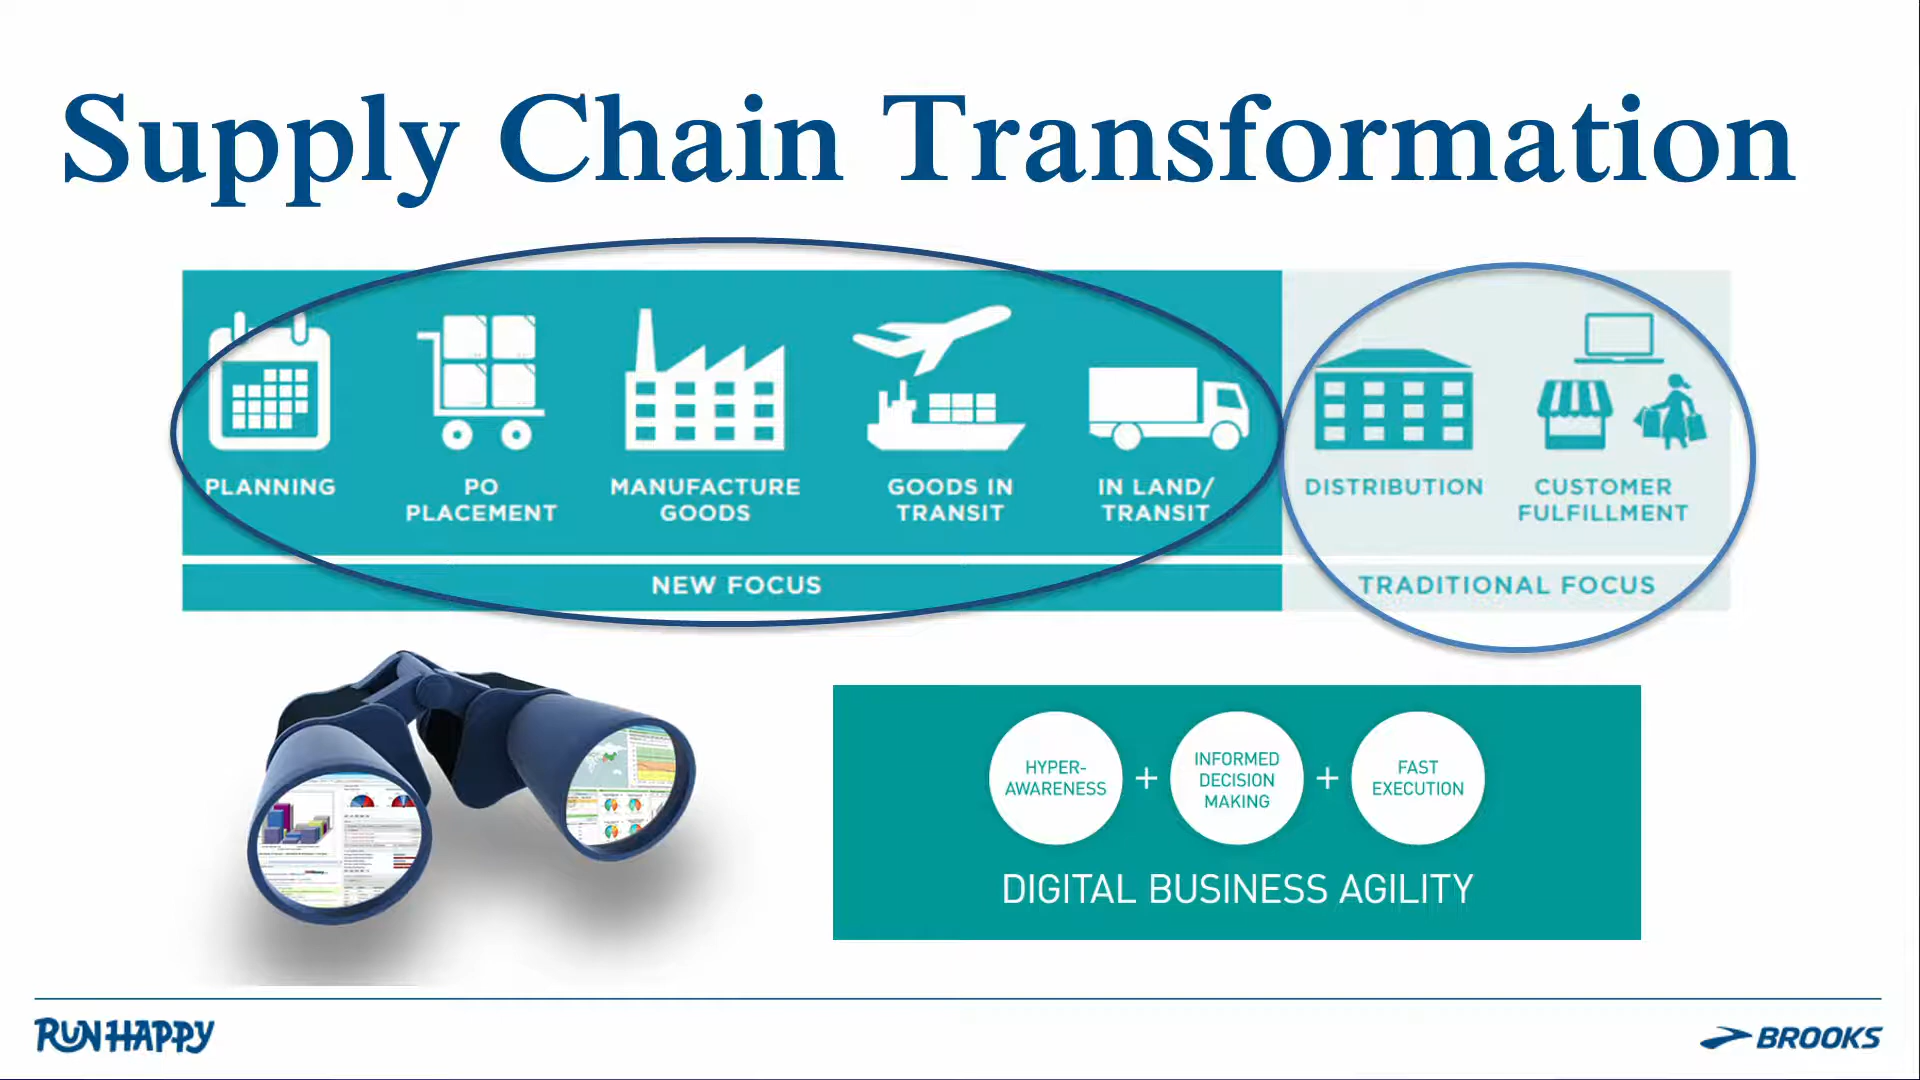 Supply Chain Transformation
PLANNING
PO
PLACEMENT
MANUFACTURE
GOODS
GOODS IN
TRANSIT
IN LAND/
TRANSIT
DISTRIBUTION
CUSTOMER
FULFILLMENT
NEW FOCUS
TRADITIONAL FOCUS
HYPER-
AWARENESS
+
INFORMED
DECISION
MAKING
+
FAST
EXECUTION
DIGITAL BUSINESS AGILITY
RUN HAPPY
BROOKS